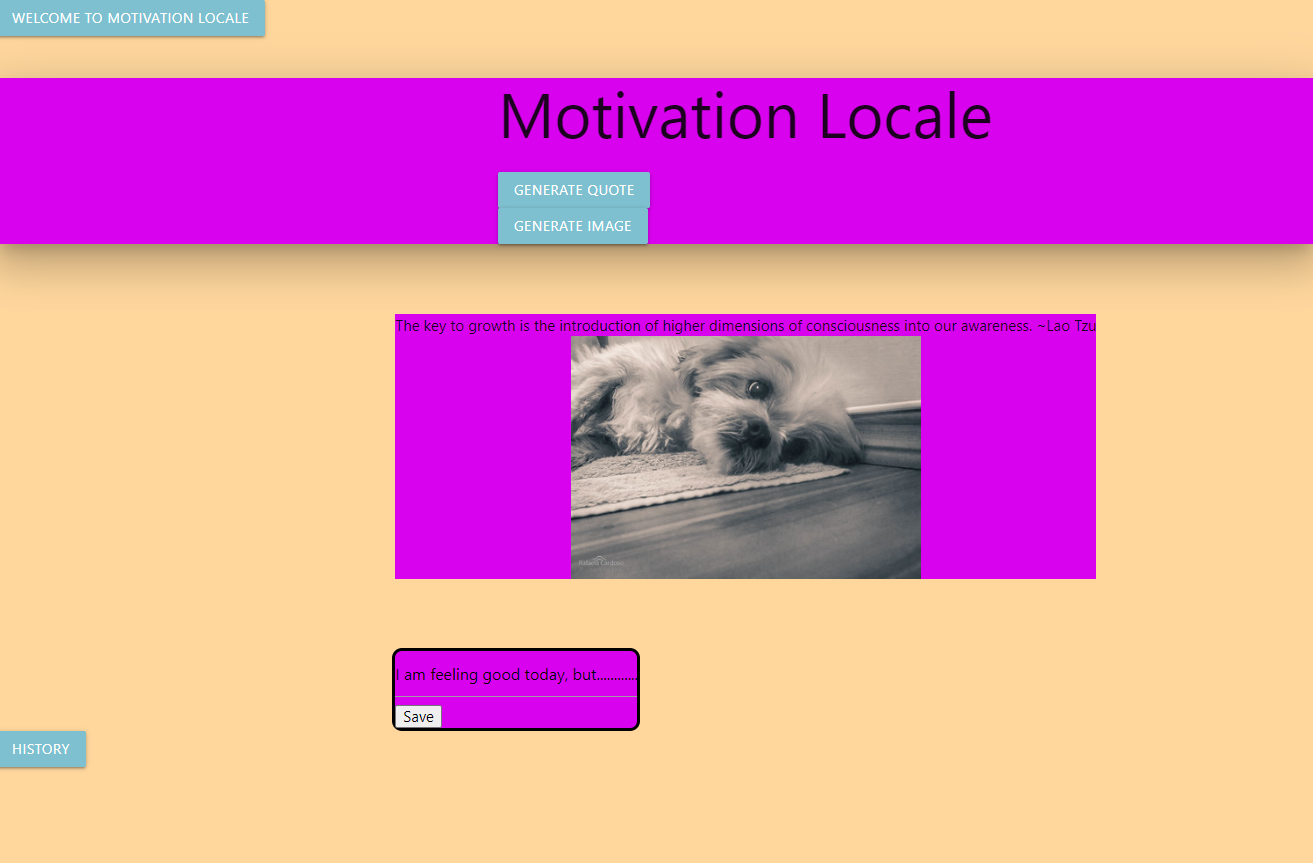 WELCOME TO MOTIVATION LOCALE
Motivation Locale
GENERATE QUOTE
GENERATE IMAGE
The key to growth is the introduction of higher dimensions of consciousness into our awareness. ~Lao Tzu
I am feeling good today, but............
Save
HISTORY